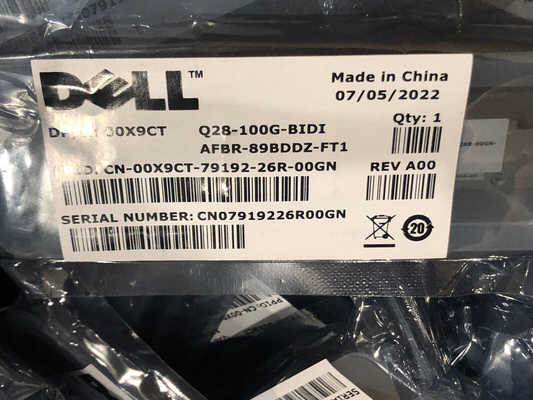 DELL™
Made in China
07/05/2022
00X9CT Q28-100G-BIDI
Qty: 1
AFBR-89BDDZ-FT1
CN-00X9CT-79192-26R-00GN REV A00
SERIAL NUMBER: CN07919226R00GN
20